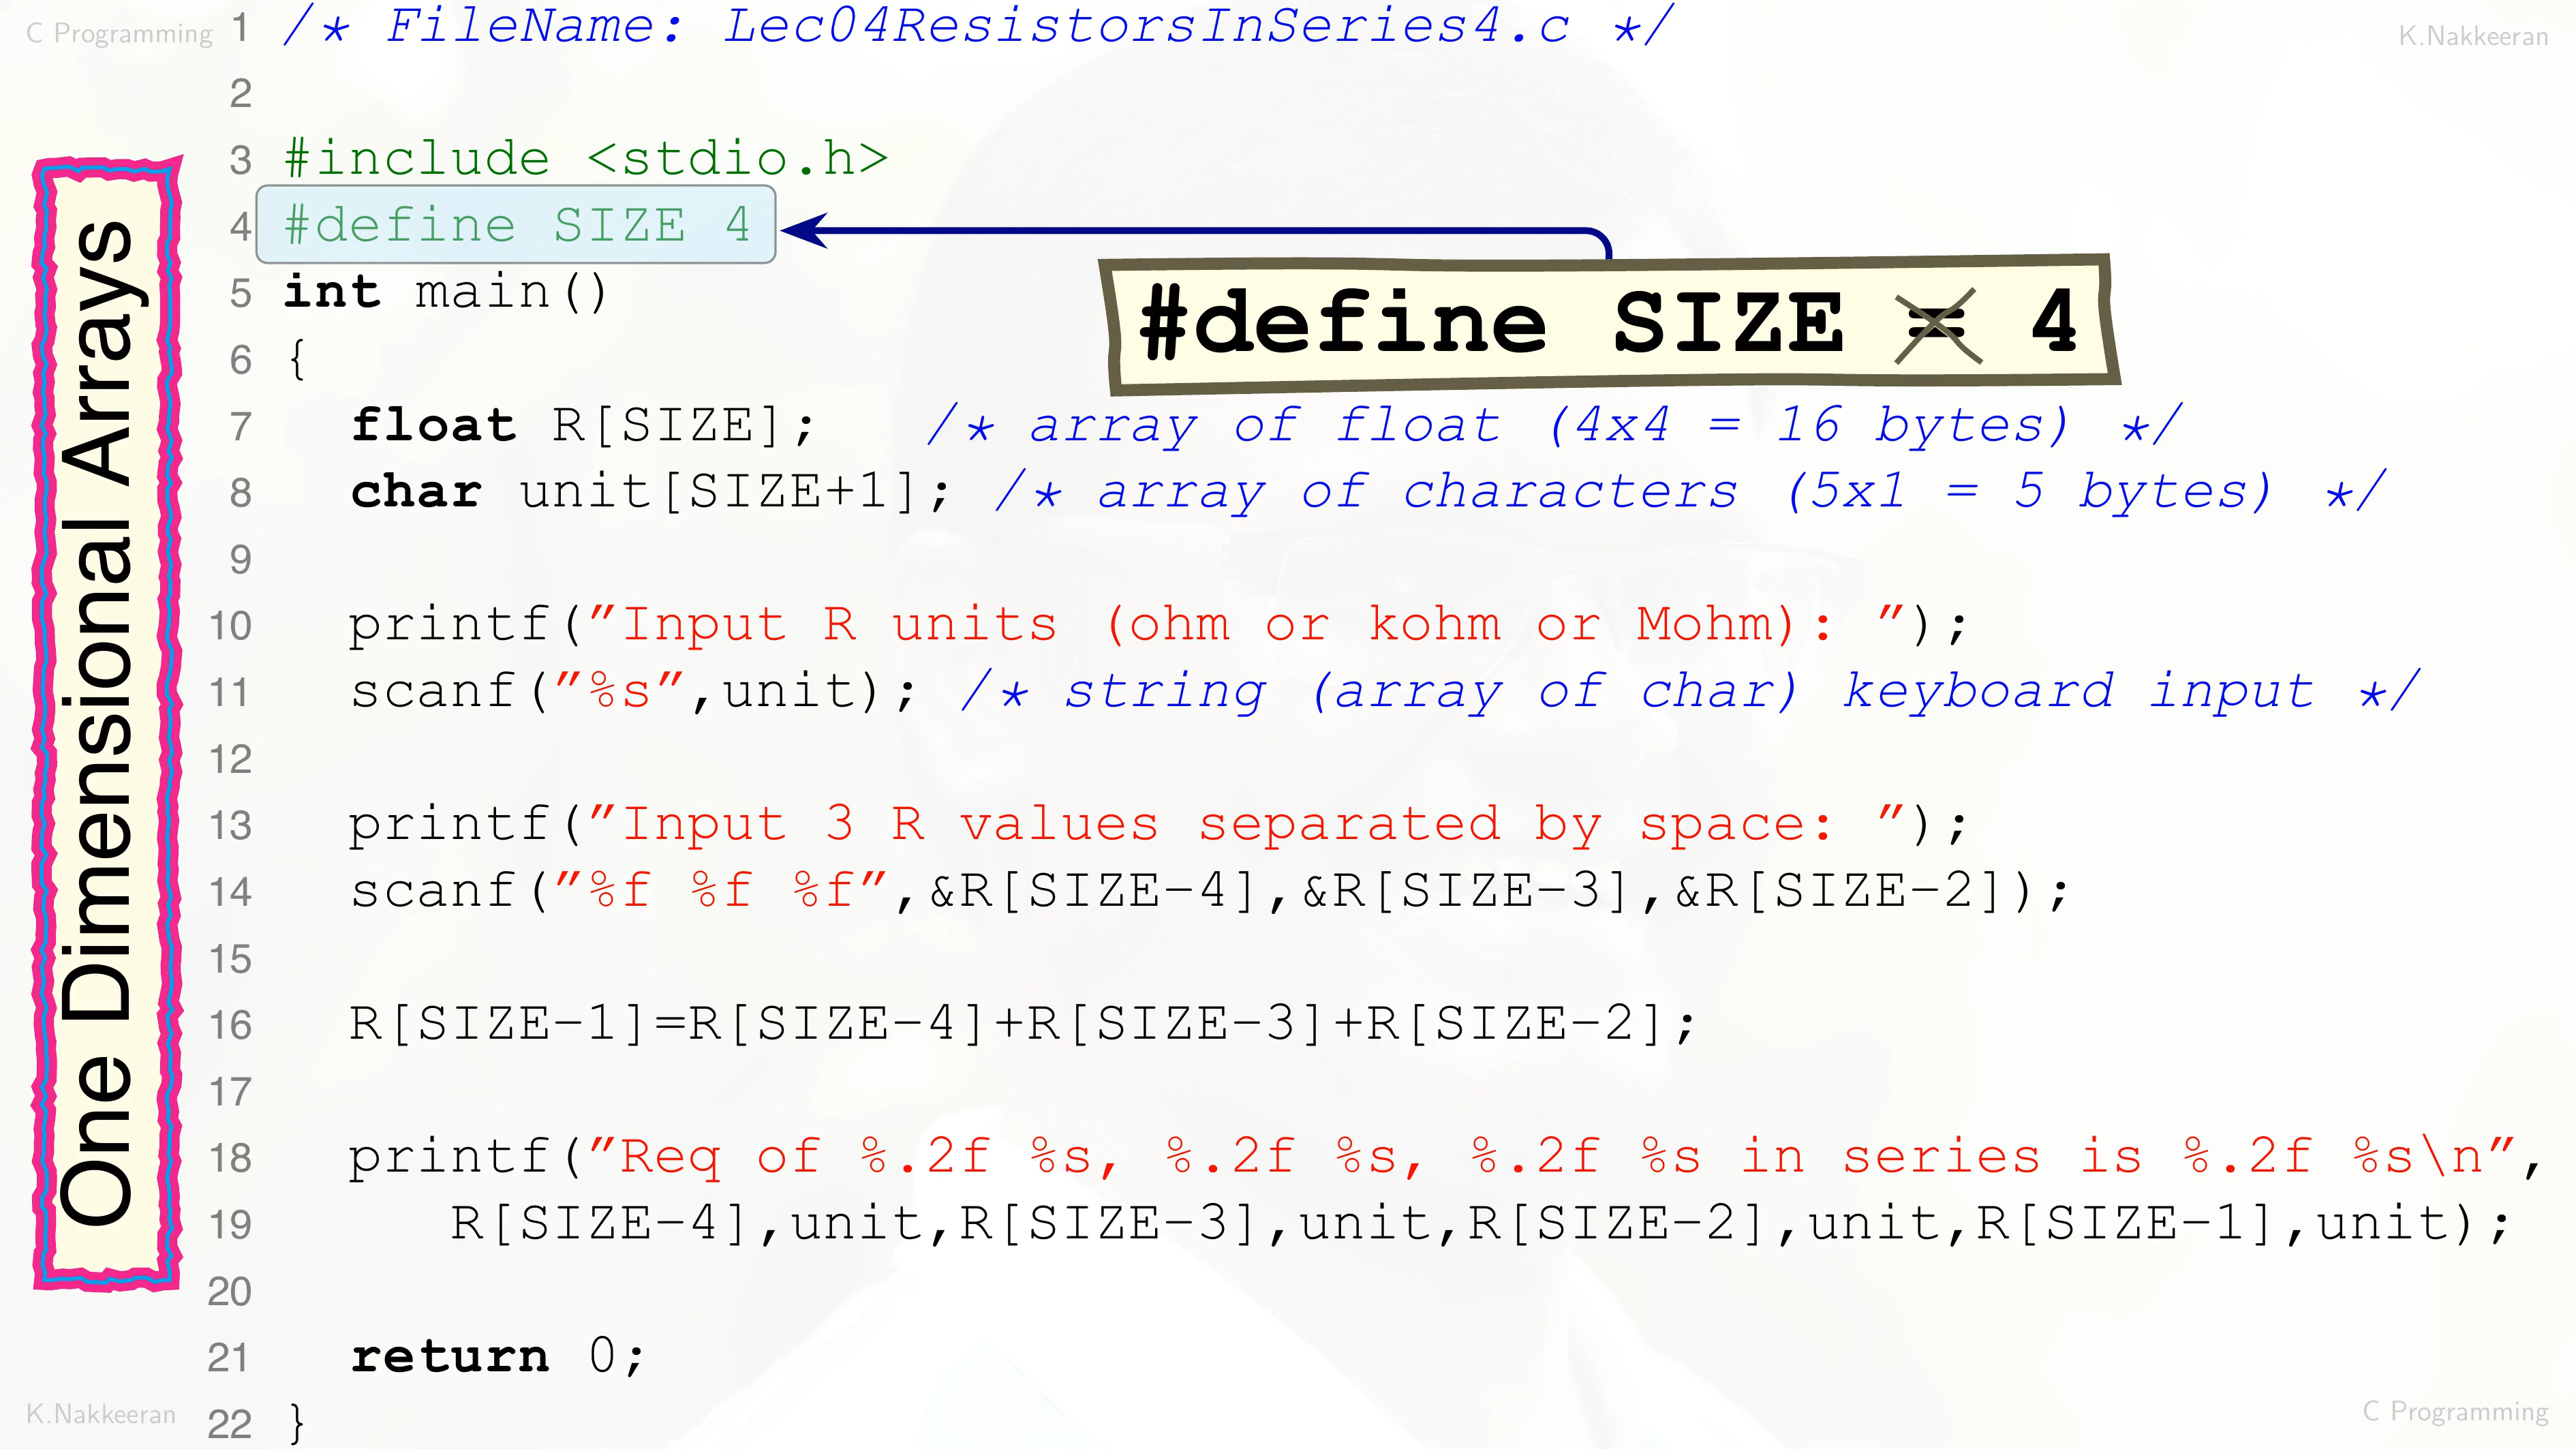 C Programming
K.Nakkeeran
One Dimensional Arrays
1 /* FileName: Lec04ResistorsInSeries4.c */
2
3 #include <stdio.h>
4 #define SIZE 4
#define SIZE = 4
5 int main()
6 {
7   float R[SIZE];   /* array of float (4x4 = 16 bytes) */
8   char unit[SIZE+1]; /* array of characters (5x1 = 5 bytes) */
9
10   printf("Input R units (ohm or kohm or Mohm): ");
11   scanf("%s",unit); /* string (array of char) keyboard input */
12
13   printf("Input 3 R values separated by space: ");
14   scanf("%f %f %f",&R[SIZE-4],&R[SIZE-3],&R[SIZE-2]);
15
16   R[SIZE-1]=R[SIZE-4]+R[SIZE-3]+R[SIZE-2];
17
18   printf("Req of %.2f %s, %.2f %s, %.2f %s in series is %.2f %s\n",
19      R[SIZE-4],unit,R[SIZE-3],unit,R[SIZE-2],unit,R[SIZE-1],unit);
20
21   return 0;
22 }
K.Nakkeeran
C Programming